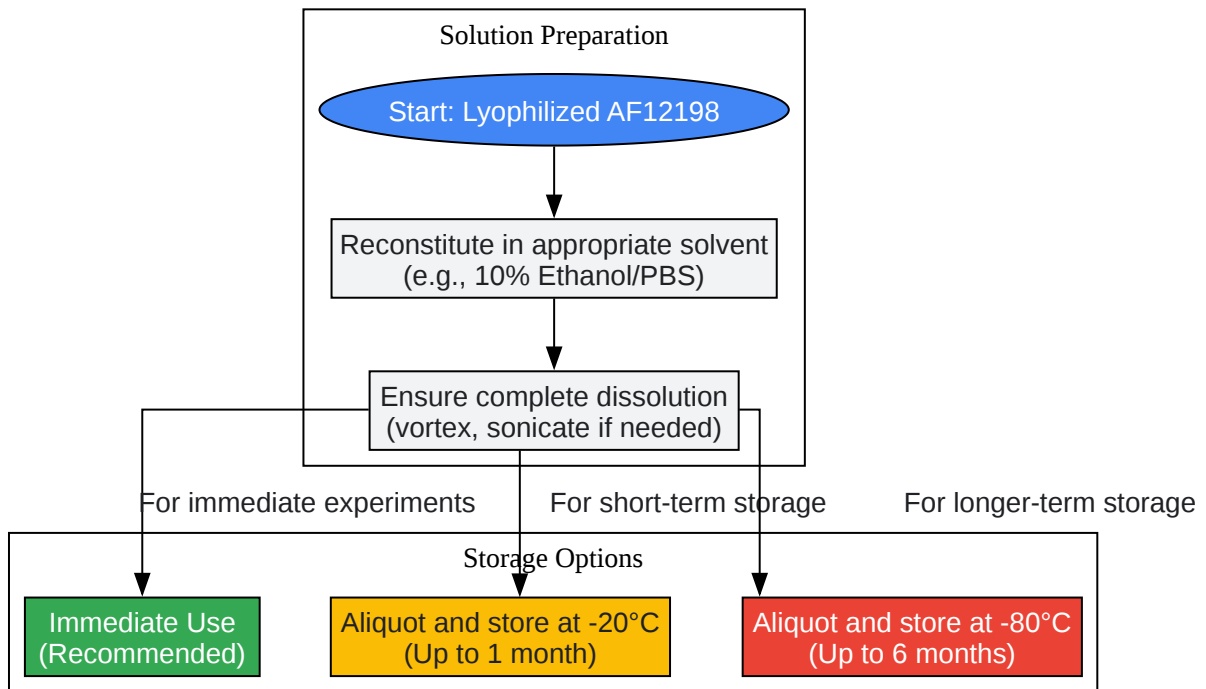 Solution Preparation
Start: Lyophilized AF12198
Reconstitute in appropriate solvent
(e.g., 10% Ethanol/PBS)
Ensure complete dissolution
(vortex, sonicate if needed)
For immediate experiments
For short-term storage
For longer-term storage
Storage Options
Immediate Use
(Recommended)
Aliquot and store at -20°C
(Up to 1 month)
Aliquot and store at -80°C
(Up to 6 months)